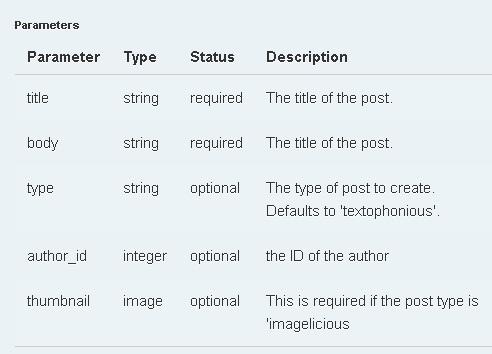 Parameters
Parameter Type Status Description
title string required The title of the post.
body string required The title of the post.
type string optional The type of post to create.
Defaults to 'textophonious'.
author_id integer optional the ID of the author
thumbnail image optional This is required if the post type is
'imagelicious